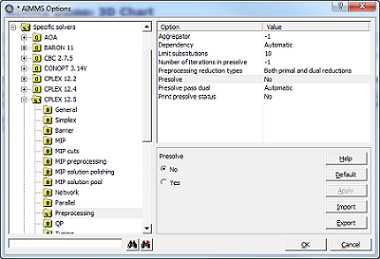 * AIMMS Options
Specific solvers
AOA
BARON 11
CBC 2.7.5
CONOPT 3.14V
CPLEX 12.2
CPLEX 12.4
CPLEX 12.5
General
Simplex
Barrier
MIP
MIP cuts
MIP preprocessing
MIP solution polishing
MIP solution pool
Network
Parallel
Preprocessing
QP
Tuning
Option Value
Aggregator -1
Dependency Automatic
Limit substitutions 10
Number of iterations in presolve -1
Preprocessing reduction types Both primal and dual reductions
Presolve No
Presolve pass dual Automatic
Print presolve status No
Presolve
No
Yes
Help
Default
Apply
Import
Export
OK
Cancel